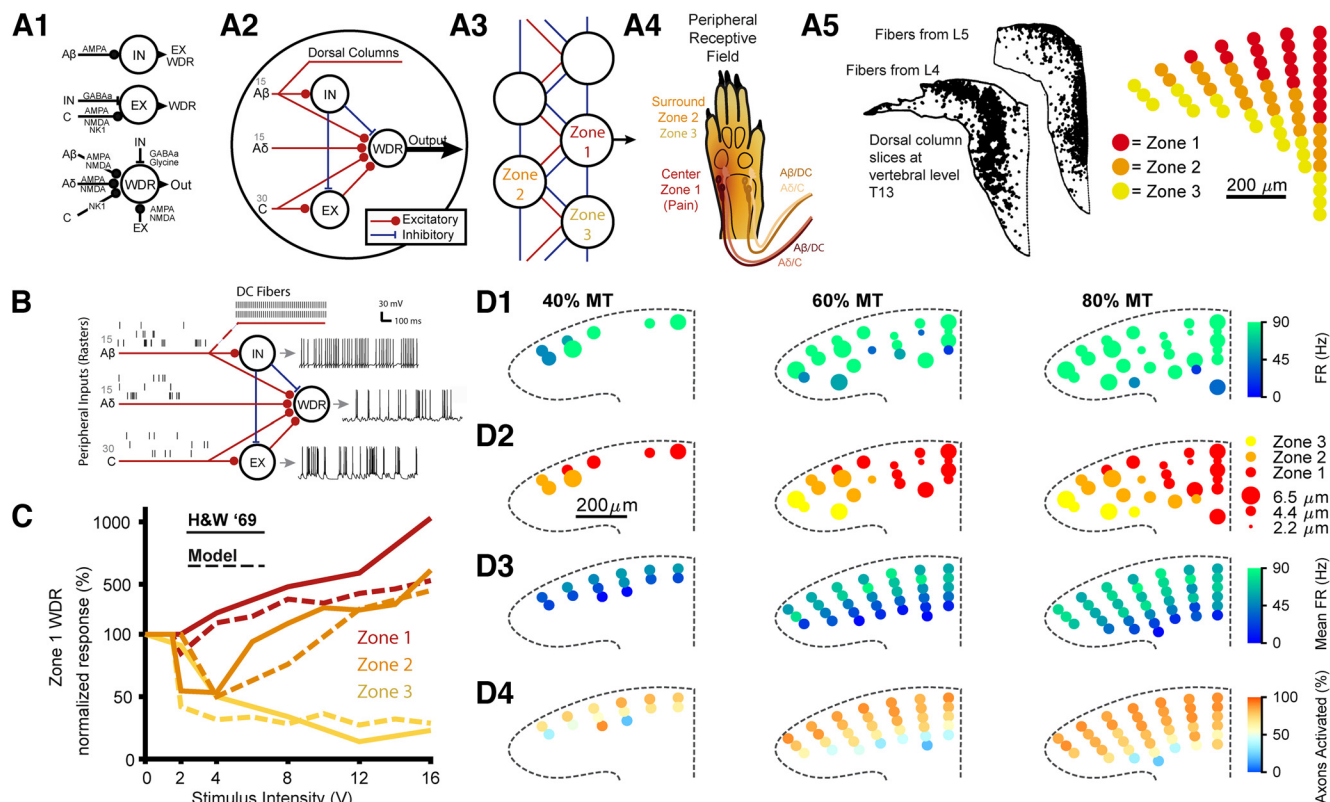 A1
Aβ
AMPA
IN
EX
WDR
IN
GABAa
C
AMPA
NMDA
NK1
EX
WDR
IN
GABAa
Glycine
Aβ
AMPA
NMDA
Aδ
AMPA
NMDA
WDR
Out
C
NK1
AMPA
NMDA
EX
A2
Dorsal Columns
15
Aβ
IN
15
Aδ
WDR
Output
30
C
EX
Excitatory
Inhibitory
A3
Zone
1
Zone
2
Zone
3
A4
Peripheral
Receptive
Field
Surround
Zone 2
Zone 3
Center
Zone 1
(Pain)
Aβ/DC
Aδ/C
Aβ/DC
Aδ/C
A5
Fibers from L5
Fibers from L4
Dorsal column
slices at
vertebral level
T13
= Zone 1
= Zone 2
= Zone 3
200 μm
B
Peripheral Inputs (Rasters)
DC Fibers
30 mV
100 ms
15
Aβ
IN
15
Aδ
WDR
30
C
EX
C
Zone 1 WDR
normalized response (%)
1000
500
100
50
0
H&W '69
Model
Zone 1
Zone 2
Zone 3
0 2 4 8 12 16
Stimulus Intensity (V)
D1
40% MT
60% MT
80% MT
90
45
0
FR (Hz)
D2
200 μm
Zone 3
Zone 2
Zone 1
6.5 μm
4.4 μm
2.2 μm
D3
90
45
0
Mean FR (Hz)
D4
100
50
0
Axons Activated (%)